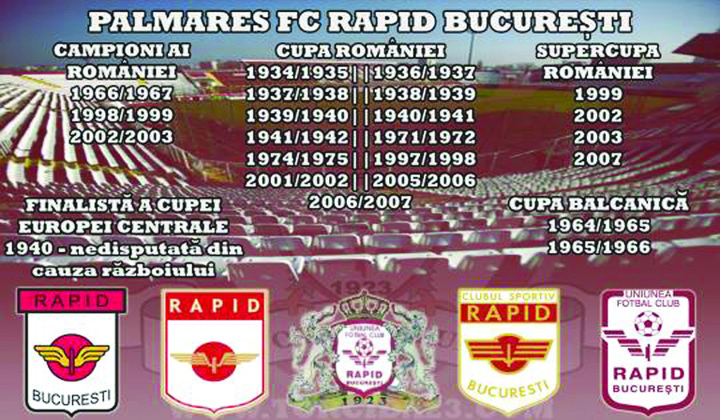 PALMARES FC RAPID BUCUREȘTI
CAMPIONI AI
ROMÂNIEI
1966/1967
1998/1999
2002/2003
CUPA ROMÂNIEI
1934/1935||1936/1937
1937/1938||1938/1939
1939/1940||1940/1941
1941/1942||1971/1972
1974/1975||1997/1998
2001/2002||2005/2006
2006/2007
SUPERCUPA
ROMÂNIEI
1999
2002
2003
2007
FINALISTĂ A CUPEI
EUROPEI CENTRALE
1940 - nedisputată din
cauza războiului
CUPA BALCANICĂ
1964/1965
1965/1966
RAPID
BUCURESTI
RAPID
1923
UNIUNEA
FOTBAL CLUB
RAPID
BUCUREȘTI
1923
CLUBUL SPORTIV
RAPID
BUCURESTI
UNIUNEA
FOTBAL CLUB
RAPID
BUCUREȘTI